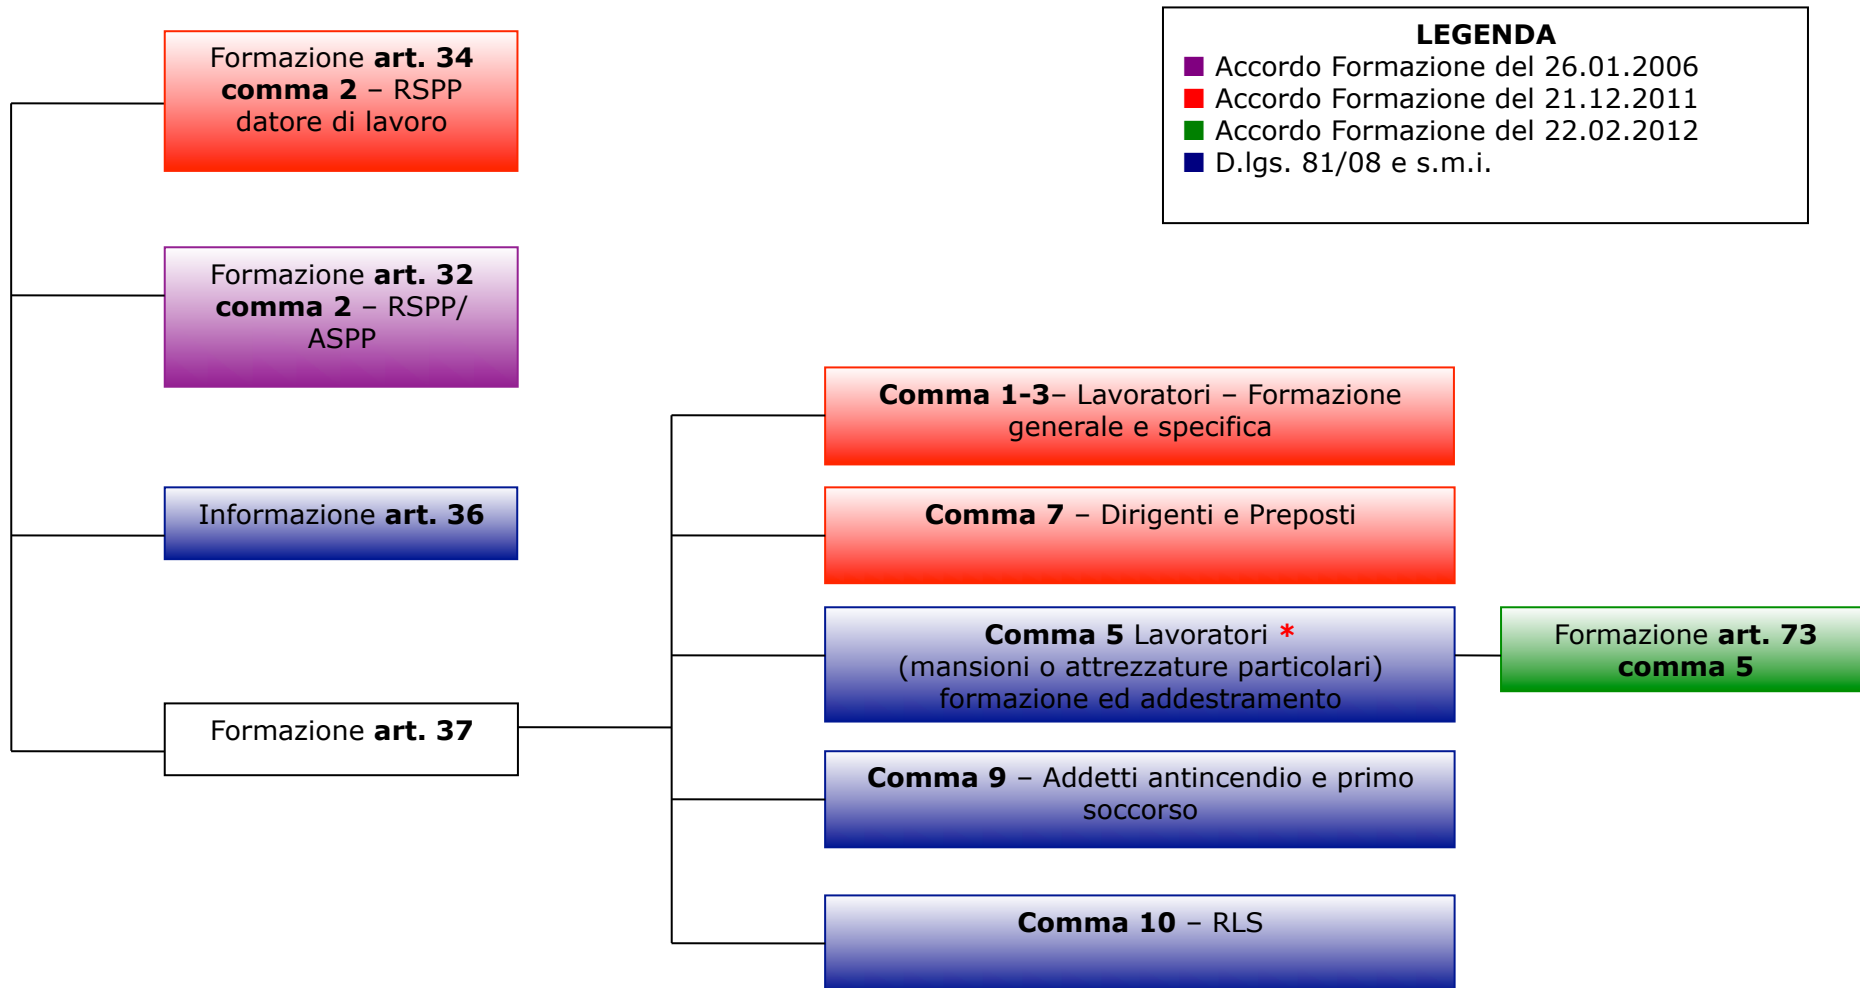 LEGENDA
Accordo Formazione del 26.01.2006
Accordo Formazione del 21.12.2011
Accordo Formazione del 22.02.2012
D.lgs. 81/08 e s.m.i.
Formazione art. 34
comma 2 – RSPP
datore di lavoro
Formazione art. 32
comma 2 – RSPP/
ASPP
Informazione art. 36
Formazione art. 37
Comma 1-3– Lavoratori – Formazione
generale e specifica
Comma 7 – Dirigenti e Preposti
Comma 5 Lavoratori *
(mansioni o attrezzature particolari)
formazione ed addestramento
Formazione art. 73
comma 5
Comma 9 – Addetti antincendio e primo
soccorso
Comma 10 – RLS